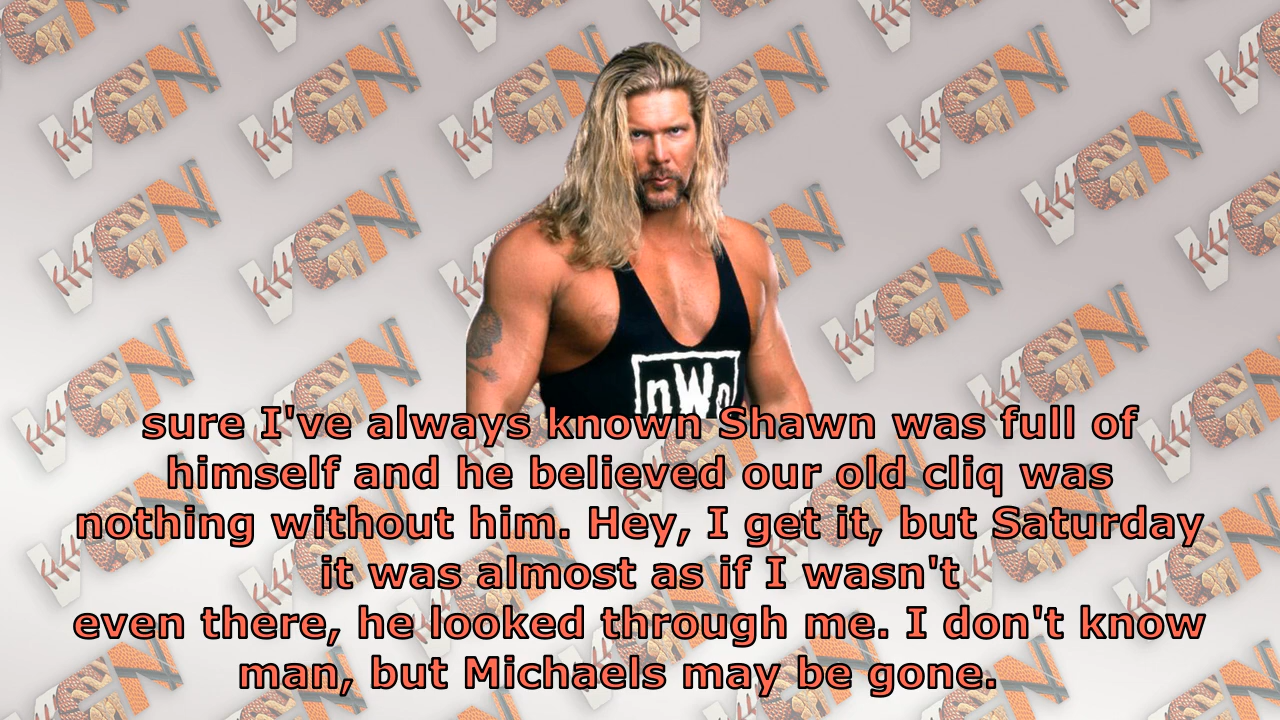 VGN
nWo
sure I've always known Shawn was full of
himself and he believed our old cliq was
nothing without him. Hey, I get it, but Saturday
it was almost as if I wasn't
even there, he looked through me. I don't know
man, but Michaels may be gone.